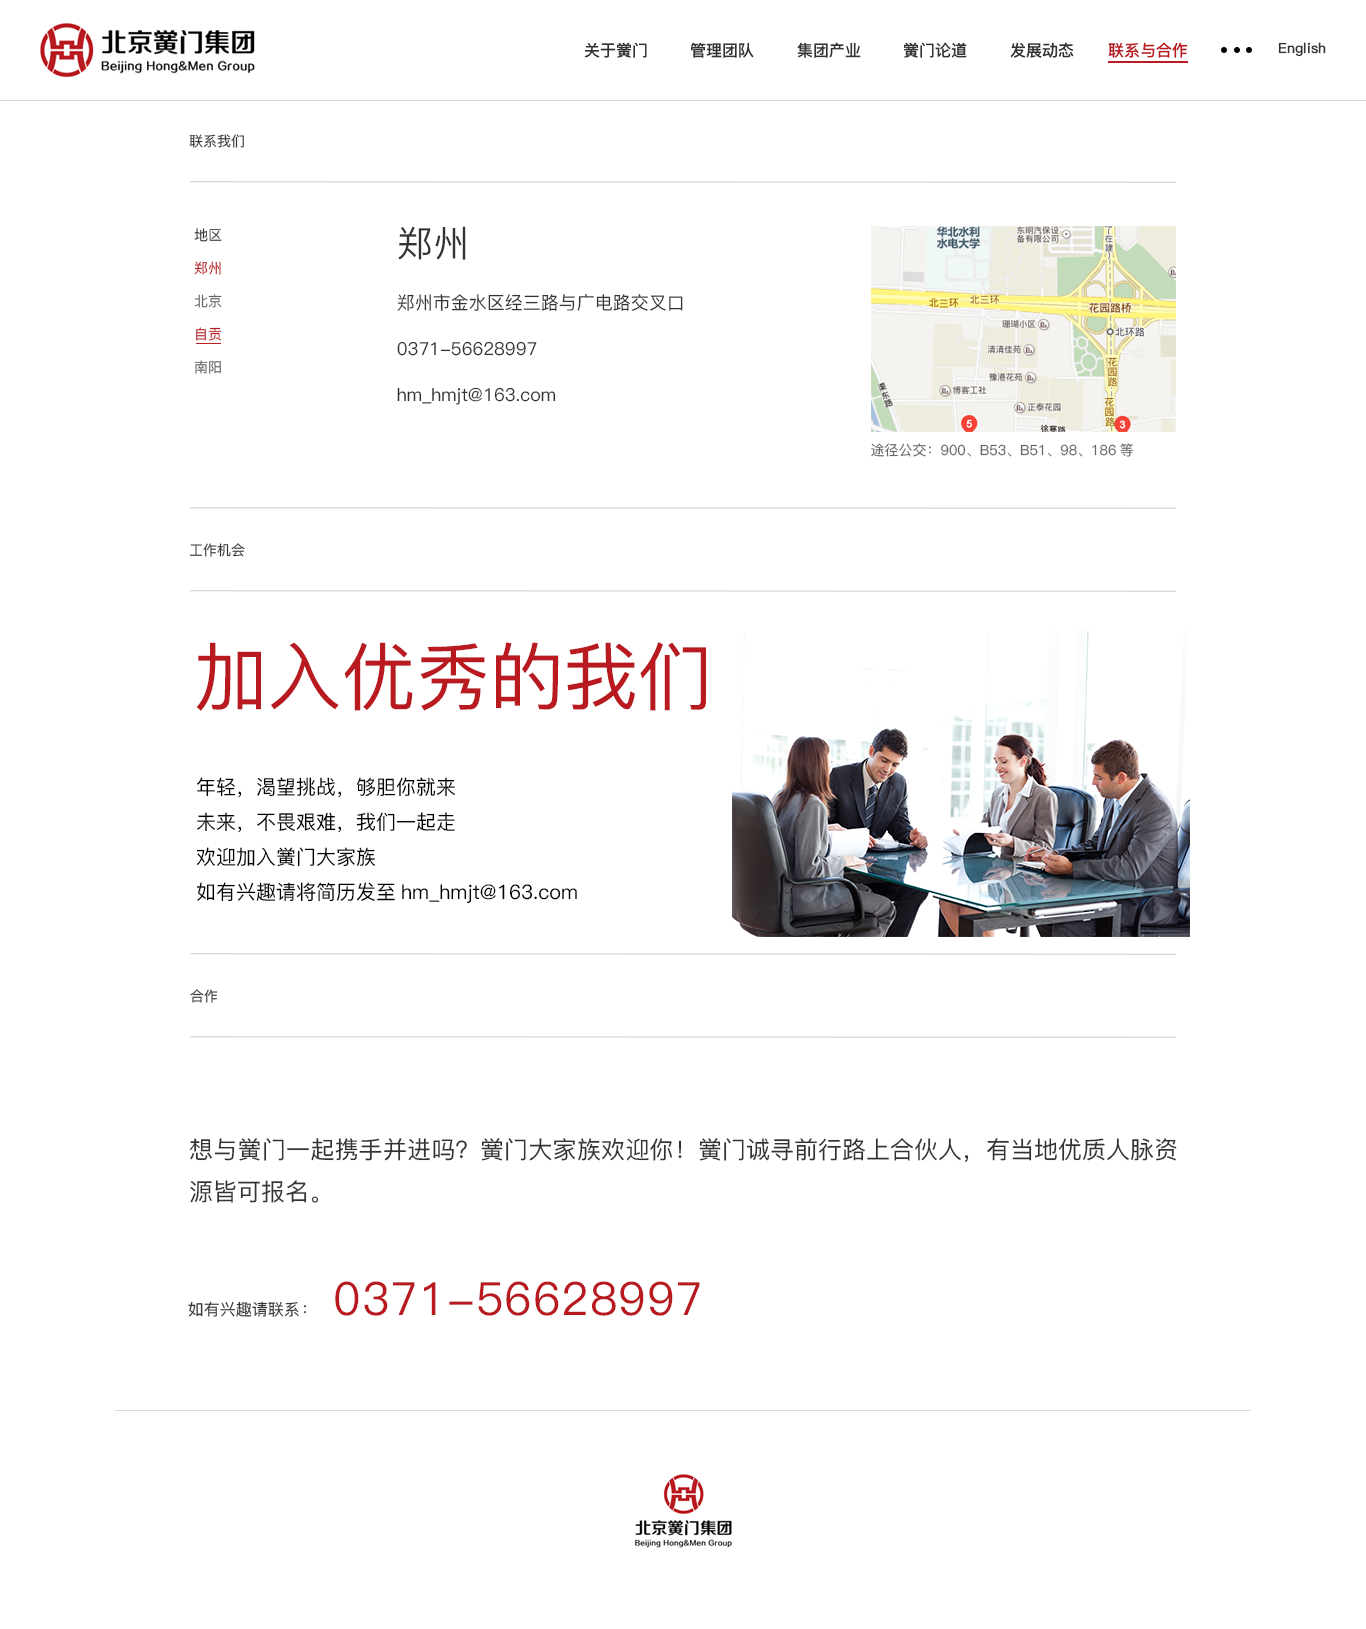 北京黉门集团
Beijing Hong&Men Group
关于黉门
管理团队
集团产业
黉门论道
发展动态
联系与合作
English
联系我们
地区
郑州
北京
自贡
南阳
郑州
郑州市金水区经三路与广电路交叉口
0371-56628997
hm_hmjt@163.com
华北水利
水电大学
东明汽保设
备有限公司
(在建)
北三环
北三环
花园路桥
珊瑚小区
北环路
清清佳苑
花园路
豫港花苑
博客工社
花园路
正泰花园
徐寨路
5
3
途径公交：900、B53、B51、98、186 等
工作机会
加入优秀的我们
年轻，渴望挑战，够胆你就来
未来，不畏艰难，我们一起走
欢迎加入黉门大家族
如有兴趣请将简历发至 hm_hmjt@163.com
合作
想与黉门一起携手并进吗？黉门大家族欢迎你！黉门诚寻前行路上合伙人，有当地优质人脉资
源皆可报名。
如有兴趣请联系：
0371-56628997
北京黉门集团
Beijing Hong&Men Group